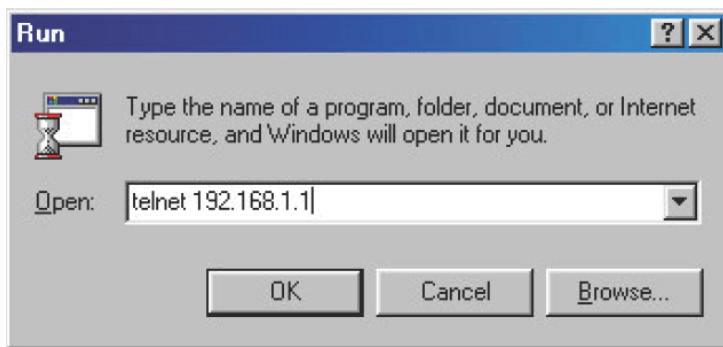 Run
Type the name of a program, folder, document, or Internet
resource, and Windows will open it for you.
Open: telnet 192.168.1.1
OK Cancel Browse...